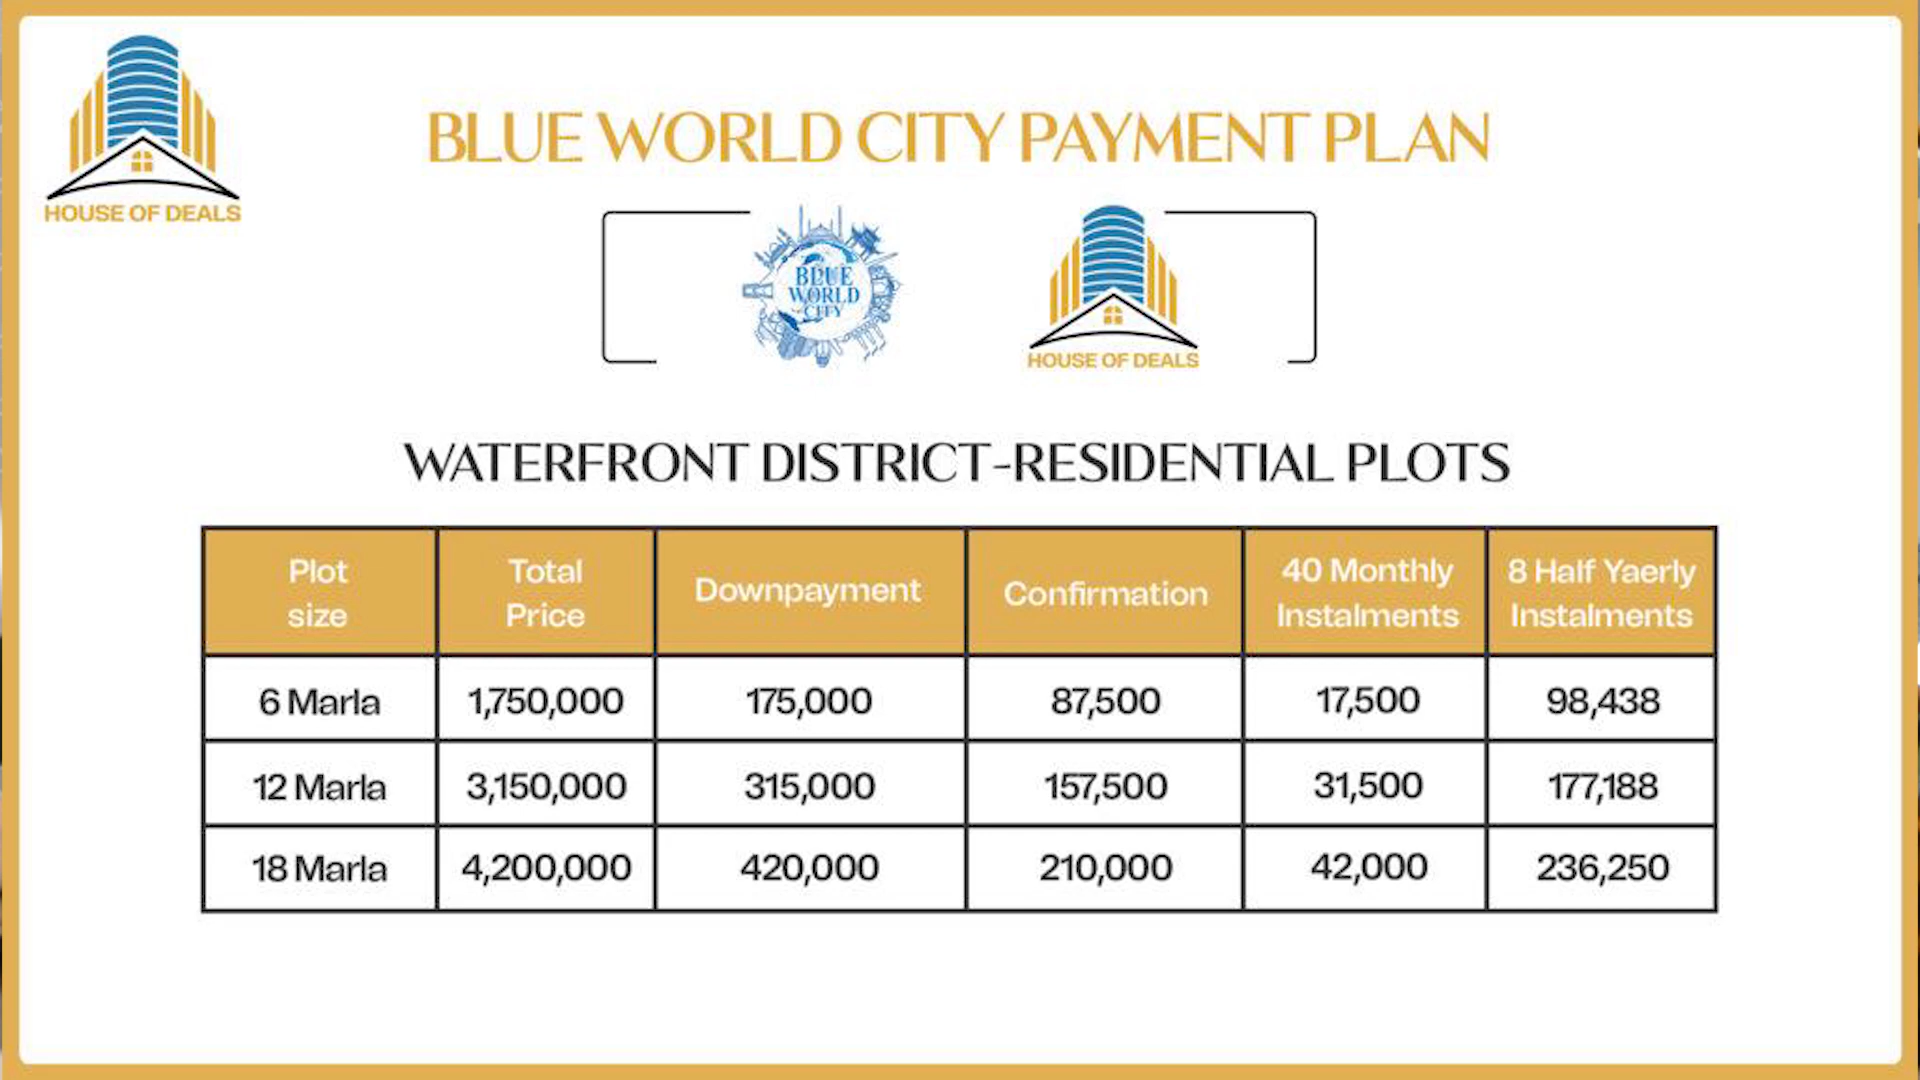 HOUSE OF DEALS
BLUE WORLD CITY PAYMENT PLAN
BLUE
WORLD
CITY
HOUSE OF DEALS
WATERFRONT DISTRICT-RESIDENTIAL PLOTS
Plot size Total Price Downpayment Confirmation 40 Monthly Instalments 8 Half Yaerly Instalments
6 Marla 1,750,000 175,000 87,500 17,500 98,438
12 Marla 3,150,000 315,000 157,500 31,500 177,188
18 Marla 4,200,000 420,000 210,000 42,000 236,250